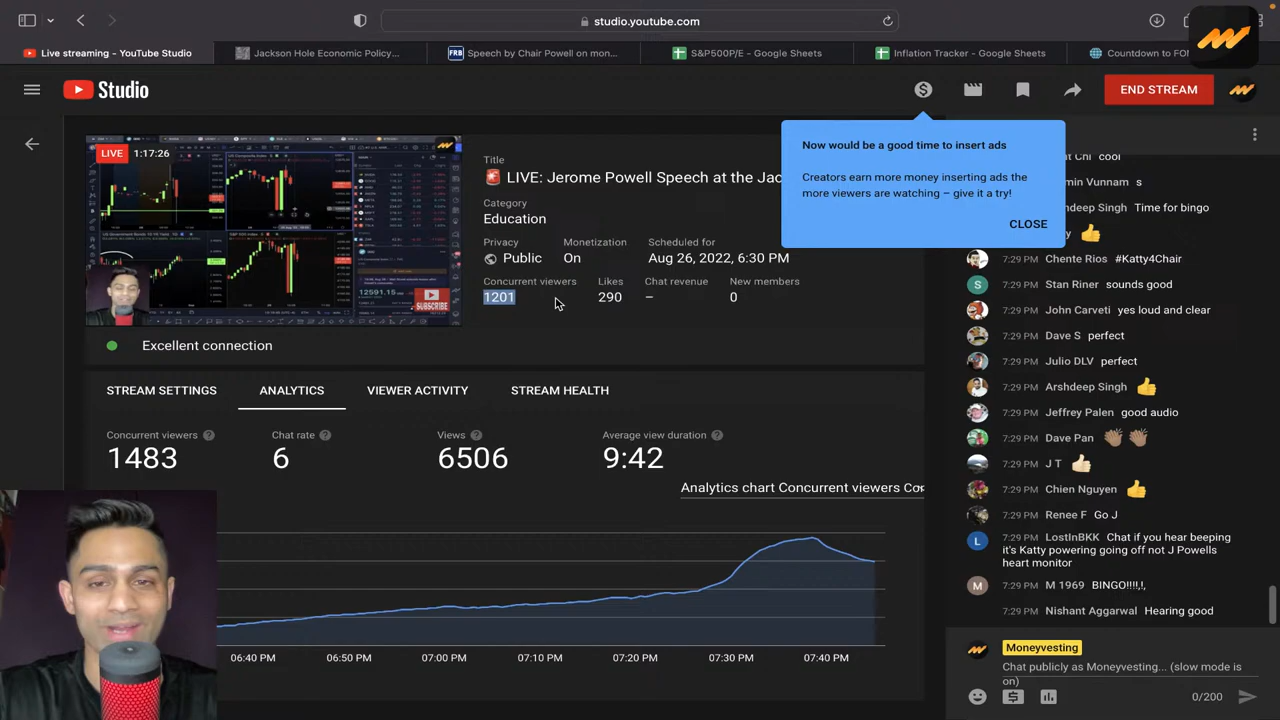 studio.youtube.com
Live streaming - YouTube Studio
Jackson Hole Economic Policy...
FRB
Speech by Chair Powell on mon...
S&P500P/E - Google Sheets
Inflation Tracker - Google Sheets
Countdown to FO
Studio
END STREAM
LIVE
1:17:26
12591.15
SUBSCRIBE
Title
LIVE: Jerome Powell Speech at the Jac
Category
Education
Privacy
Monetization
Scheduled for
Public
On
Aug 26, 2022, 6:30 PM
Concurrent viewers
Likes
Chat revenue
New members
1201
290
–
0
Now would be a good time to insert ads
Creators earn more money inserting ads the
more viewers are watching – give it a try!
CLOSE
Excellent connection
STREAM SETTINGS
ANALYTICS
VIEWER ACTIVITY
STREAM HEALTH
Concurrent viewers
Chat rate
Views
Average view duration
1483
6
6506
9:42
Analytics chart Concurrent viewers Co
06:40 PM
06:50 PM
07:00 PM
07:10 PM
07:20 PM
07:30 PM
07:40 PM
at Chi cool
min Vunnam s
hdeep Singh Time for bingo
7:29 PM Chente Rios #Katty4Chair
S
7:29 PM Stan Riner sounds good
7:29 PM John Canuti yes loud and clear
7:29 PM Dave S perfect
7:29 PM Julio DLV perfect
7:29 PM Arshdeep Singh 👍
7:29 PM Jeffrey Palen good audio
7:29 PM Dave Pan 👏🏽👏🏽
7:29 PM J T 👍🏻
7:29 PM Chien Nguyen 👍
7:29 PM Renee F Go J
L
7:29 PM LostInBKK Chat if you hear beeping
it's Katty powering going off not J Powells
heart monitor
M
7:29 PM M 1969 BINGO!!!!,!,
7:29 PM Nishant Aggarwal Hearing good
Moneyvesting
Chat publicly as Moneyvesting... (slow mode is
on)
0/200